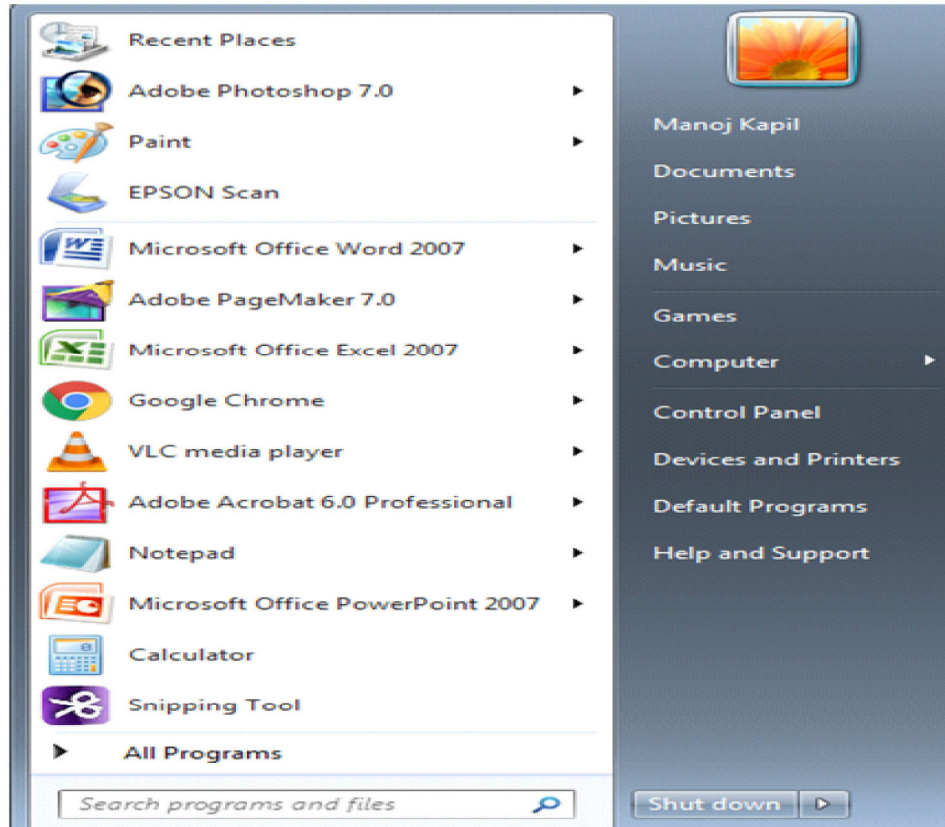 Recent Places
Adobe Photoshop 7.0
Paint
EPSON Scan
Microsoft Office Word 2007
Adobe PageMaker 7.0
Microsoft Office Excel 2007
Google Chrome
VLC media player
Adobe Acrobat 6.0 Professional
Notepad
Microsoft Office PowerPoint 2007
Calculator
Snipping Tool
All Programs
Search programs and files
Manoj Kapil
Documents
Pictures
Music
Games
Computer
Control Panel
Devices and Printers
Default Programs
Help and Support
Shut down